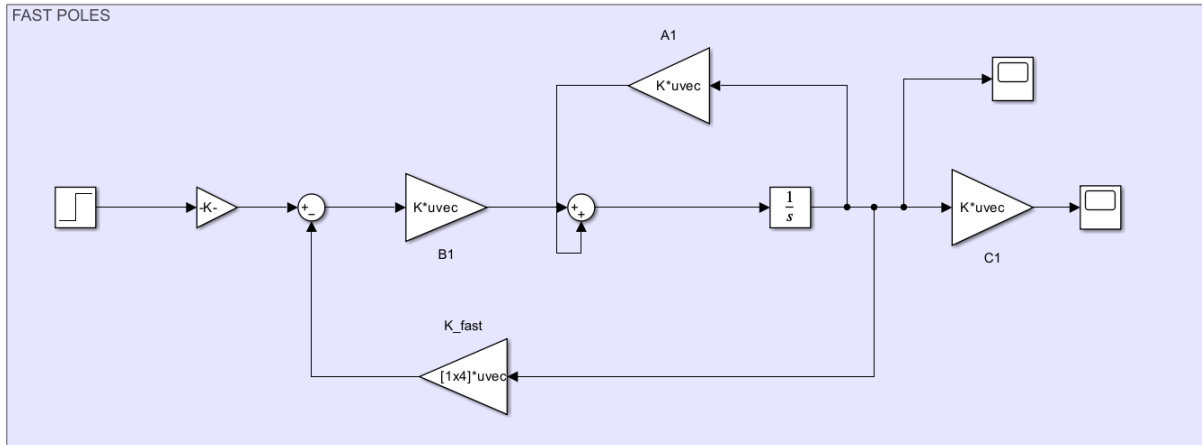 FAST POLES
A1
K*uvec
-K-
+
−
K*uvec
B1
+
+
1
s
K*uvec
C1
K_fast
[1x4]*uvec